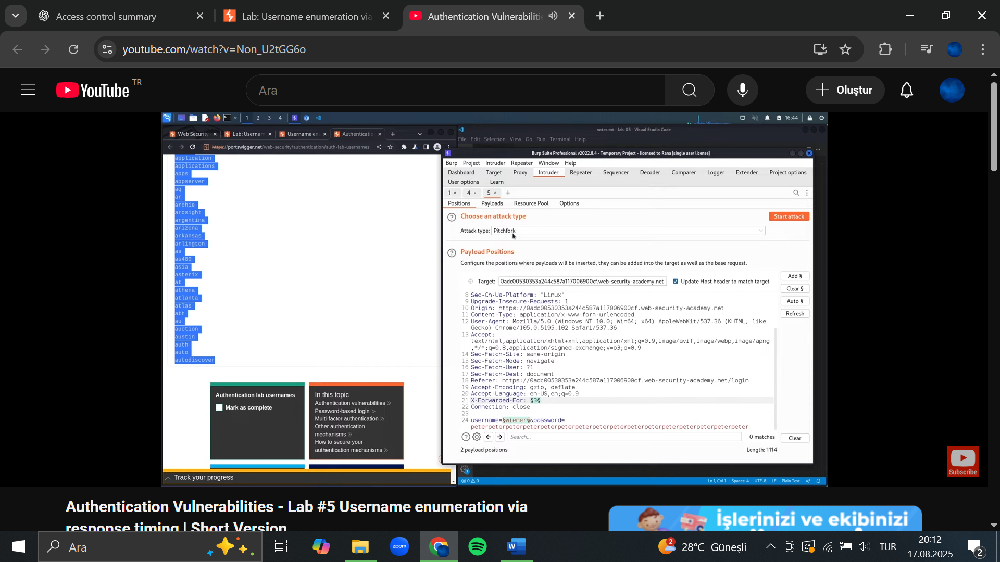 Access control summary
Lab: Username enumeration via
Authentication Vulnerabiliti
youtube.com/watch?v=Non_U2tGG6o
YouTube
TR
Ara
Oluştur
1 2 3 4
16:44
Web Security
Lab: Usernam
Username en
Authentication
notes.txt - lab-05 - Visual Studio Code
https://portswigger.net/web-security/authentication/auth-lab-usernames
File Edit Selection View Go Run Terminal Help
application
applications
apps
appserver
aq
ar
archie
arcsight
argentina
arizona
arkansas
arlington
as
as400
asia
asterix
at
athena
atlanta
atlas
att
au
auction
austin
auth
auto
autodiscover
Authentication lab usernames
Mark as complete
In this topic
Authentication vulnerabilities »
Password-based login »
Multi-factor authentication »
Other authentication
mechanisms »
How to secure your
authentication mechanisms »
Track your progress
Burp Suite Professional v2022.8.4 - Temporary Project - licensed to Rana [single user license]
Burp Project Intruder Repeater Window Help
Dashboard Target Proxy Intruder Repeater Sequencer Decoder Comparer Logger Extender Project options
User options Learn
1 × 4 × 5 × +
Positions Payloads Resource Pool Options
Choose an attack type
Start attack
Attack type: Pitchfork
Payload Positions
Configure the positions where payloads will be inserted, they can be added into the target as well as the base request.
Target: 0adc00530353a244c587a117006900cf.web-security-academy.net
Update Host header to match target
Add §
Clear §
Auto §
Refresh
8 Sec-Ch-Ua-Platform: "Linux"
9 Upgrade-Insecure-Requests: 1
10 Origin: https://0adc00530353a244c587a117006900cf.web-security-academy.net
11 Content-Type: application/x-www-form-urlencoded
12 User-Agent: Mozilla/5.0 (Windows NT 10.0; Win64; x64) AppleWebKit/537.36 (KHTML, like
Gecko) Chrome/105.0.5195.102 Safari/537.36
13 Accept:
text/html,application/xhtml+xml,application/xml;q=0.9,image/avif,image/webp,image/apng
,*/*;q=0.8,application/signed-exchange;v=b3;q=0.9
14 Sec-Fetch-Site: same-origin
15 Sec-Fetch-Mode: navigate
16 Sec-Fetch-User: ?1
17 Sec-Fetch-Dest: document
18 Referer: https://0adc00530353a244c587a117006900cf.web-security-academy.net/login
19 Accept-Encoding: gzip, deflate
20 Accept-Language: en-US,en;q=0.9
21 X-Forwarded-For: §3§
22 Connection: close
23
24 username=§wiener§&password=
peterpeterpeterpeterpeterpeterpeterpeterpeterpeterpeterpeterpeterpeterpeterpeter
Search...
0 matches
Clear
2 payload positions
Length: 1114
0 0
Ln 1, Col 1 Spaces: 4 UTF-8 LF Plain Text
Subscribe
Authentication Vulnerabilities - Lab #5 Username enumeration via
response timing | Short Version
İşlerinizi ve ekibinizi
Ara
zoom
W
2
28°C Güneşli
TUR
20:12
17.08.2025
2